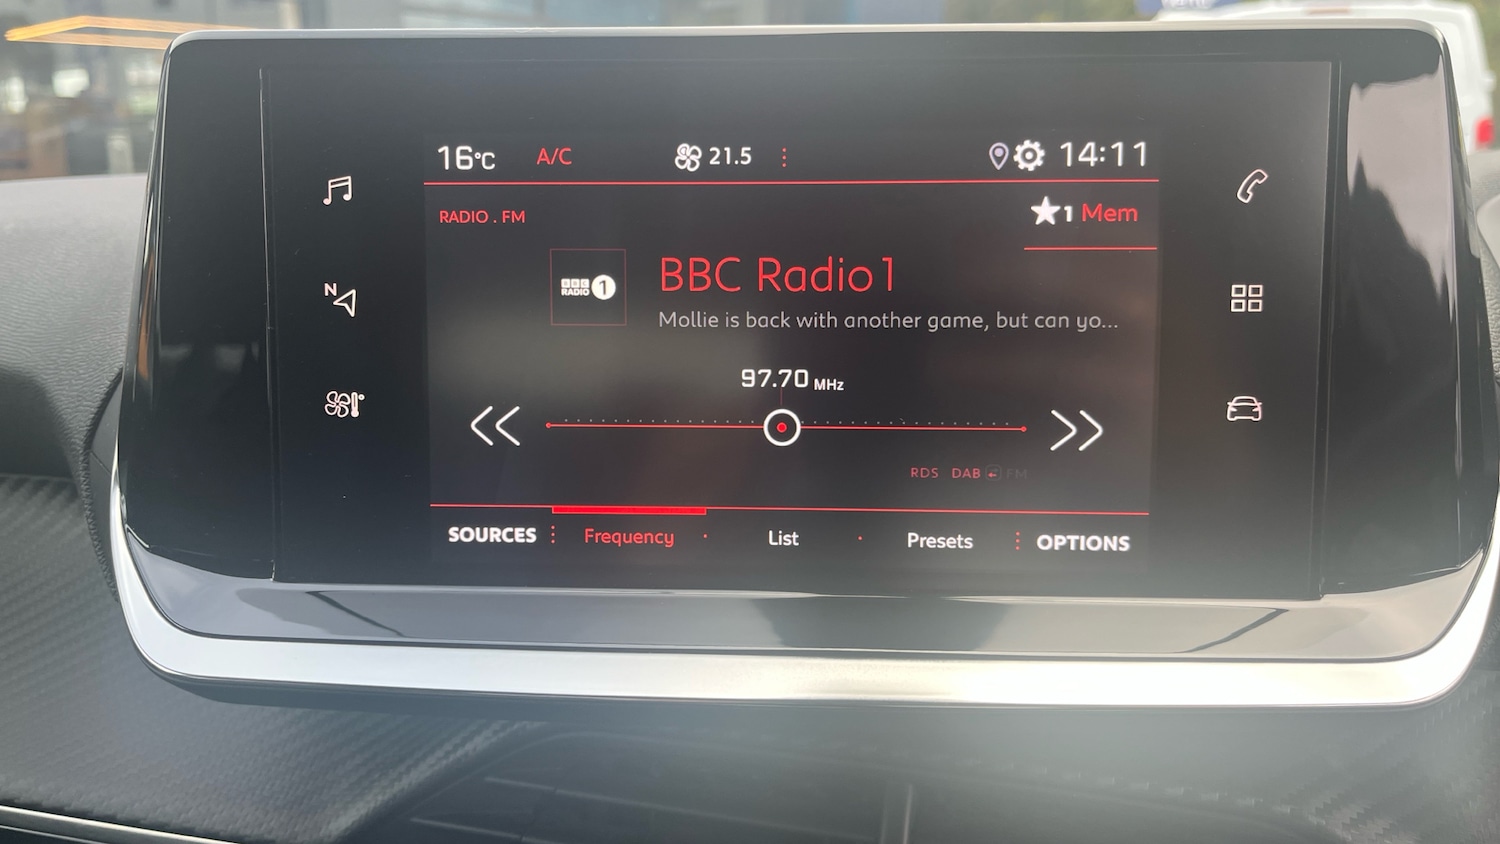 16°C A/C 21.5 14:11
RADIO . FM
1 Mem
BBC RADIO 1
BBC Radio 1
Mollie is back with another game, but can yo...
N
97.70 MHz
RDS DAB FM
SOURCES Frequency List Presets OPTIONS